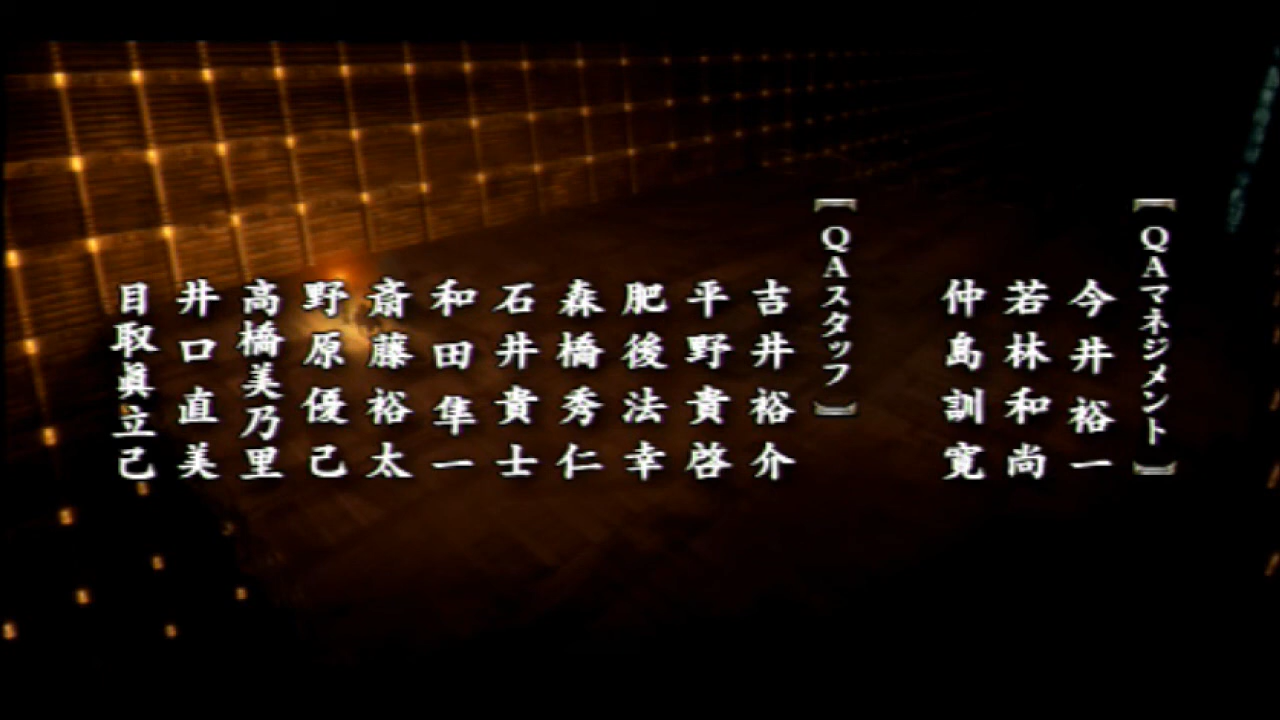 【QAマネジメント】
今井裕一
若林和尚
仲島訓寛
【QAスタッフ】
吉井裕介
平野貴啓
肥後法幸
森橋秀仁
石井貴士
和田隼一
斎藤裕太
野原優己
高橋美乃里
井口直美
目取眞立己